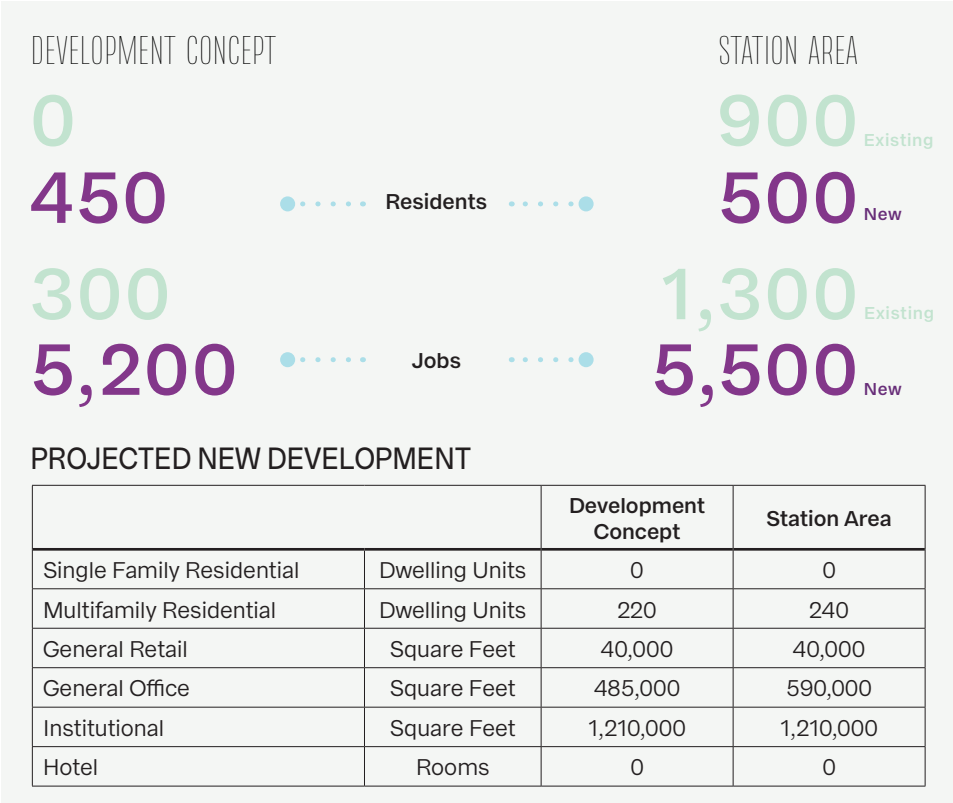 DEVELOPMENT CONCEPT STATION AREA
0 900 Existing
450 Residents 500 New
300 1,300 Existing
5,200 Jobs 5,500 New
PROJECTED NEW DEVELOPMENT
Development Concept Station Area
Single Family Residential Dwelling Units 0 0
Multifamily Residential Dwelling Units 220 240
General Retail Square Feet 40,000 40,000
General Office Square Feet 485,000 590,000
Institutional Square Feet 1,210,000 1,210,000
Hotel Rooms 0 0